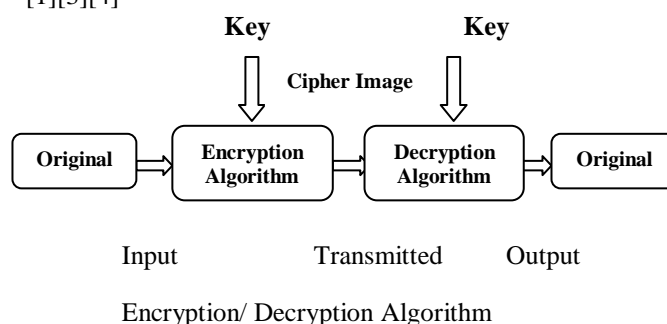 [1][3][4]
Key Key
Cipher Image
Original Encryption Algorithm Decryption Algorithm Original
Input Transmitted Output
Encryption/ Decryption Algorithm